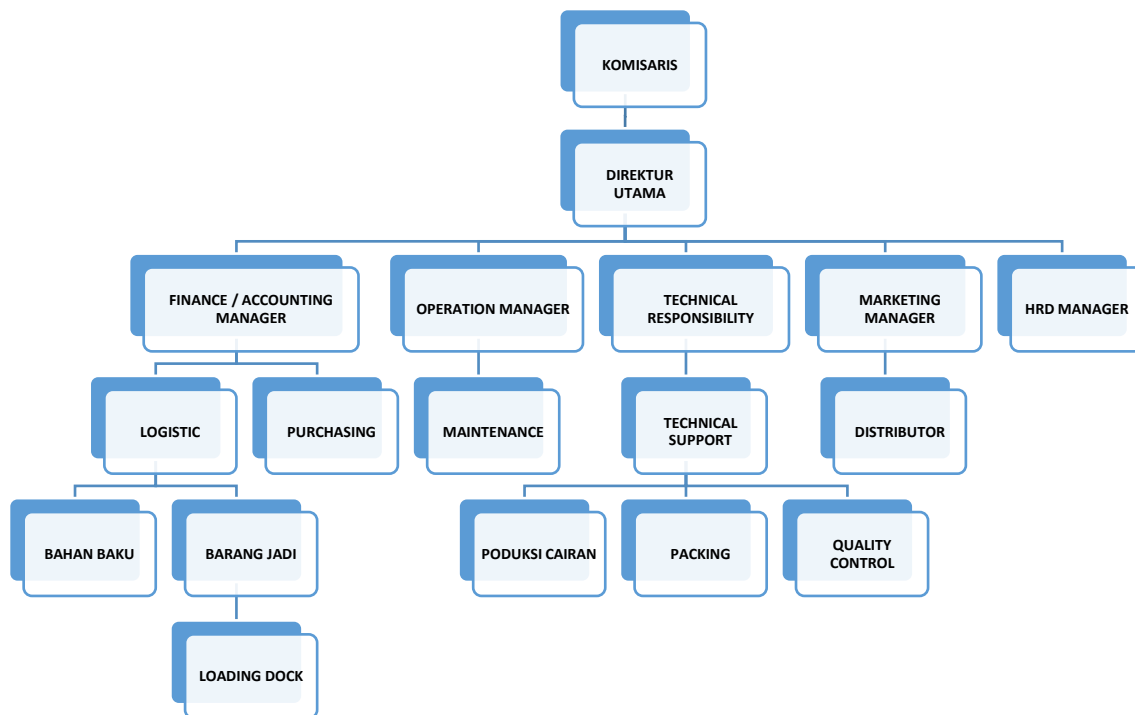 KOMISARIS
DIREKTUR
UTAMA
FINANCE / ACCOUNTING
MANAGER
OPERATION MANAGER
TECHNICAL
RESPONSIBILITY
MARKETING
MANAGER
HRD MANAGER
LOGISTIC
PURCHASING
MAINTENANCE
TECHNICAL
SUPPORT
DISTRIBUTOR
BAHAN BAKU
BARANG JADI
PODUKSI CAIRAN
PACKING
QUALITY
CONTROL
LOADING DOCK